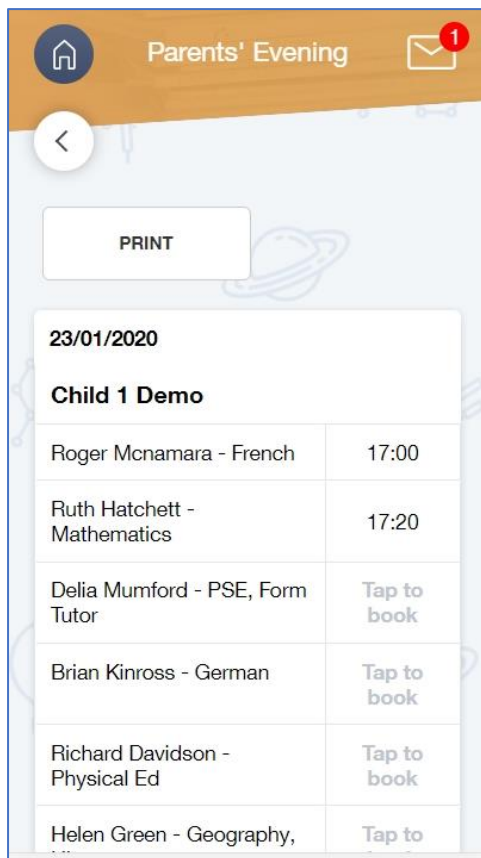 Parents' Evening
1
PRINT
23/01/2020
Child 1 Demo
Roger Mcnamara - French
17:00
Ruth Hatchett -
Mathematics
17:20
Delia Mumford - PSE, Form
Tutor
Tap to
book
Brian Kinross - German
Tap to
book
Richard Davidson -
Physical Ed
Tap to
book
Helen Green - Geography,
Tap to